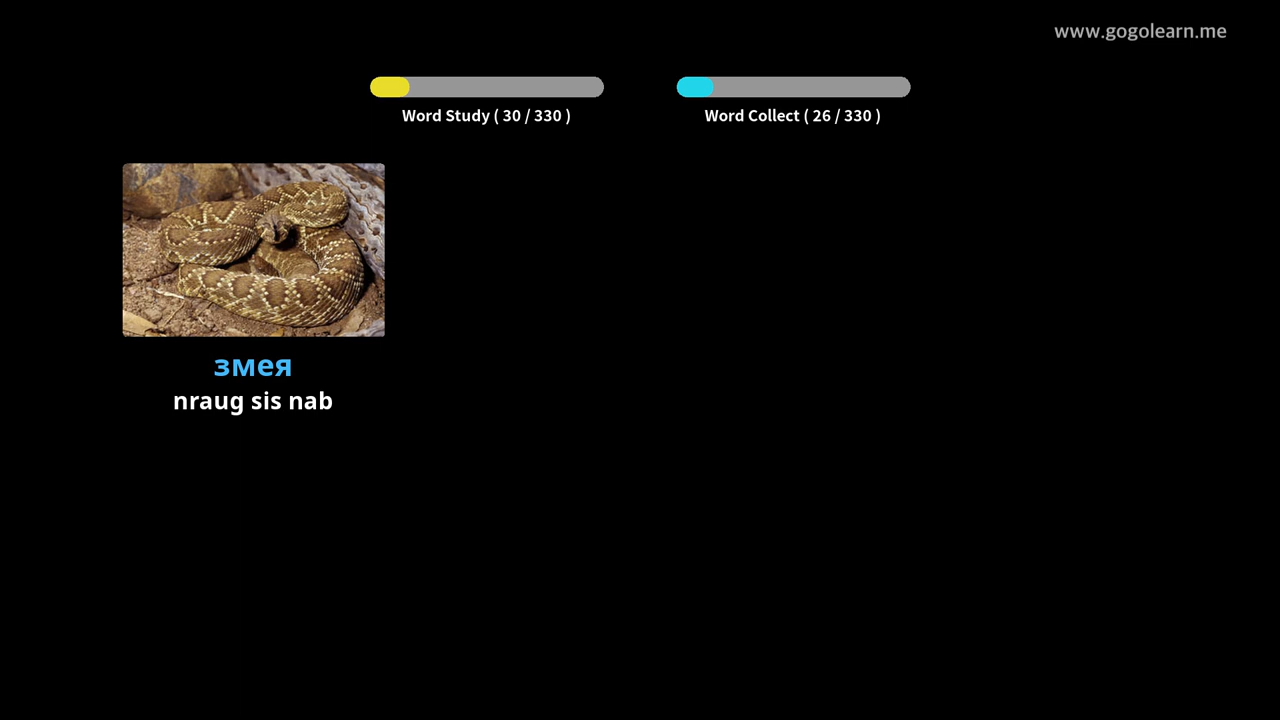 www.gogolearn.me
Word Study ( 30 / 330 )
Word Collect ( 26 / 330 )
змея
nraug sis nab